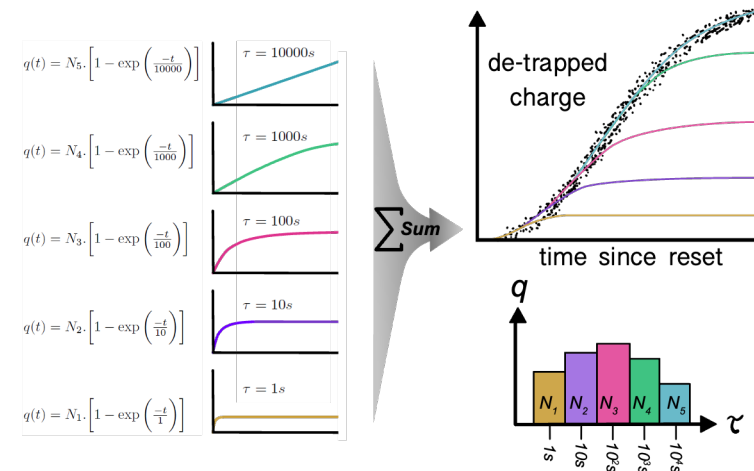 q(t) = N₅.[1 − exp(−t/10000)]
τ = 10000s
q(t) = N₄.[1 − exp(−t/1000)]
τ = 1000s
q(t) = N₃.[1 − exp(−t/100)]
τ = 100s
q(t) = N₂.[1 − exp(−t/10)]
τ = 10s
q(t) = N₁.[1 − exp(−t/1)]
τ = 1s
∑ Sum
de-trapped
charge
time since reset
q
N₁ N₂ N₃ N₄ N₅
τ
1s 10s 10²s 10³s 10⁴s